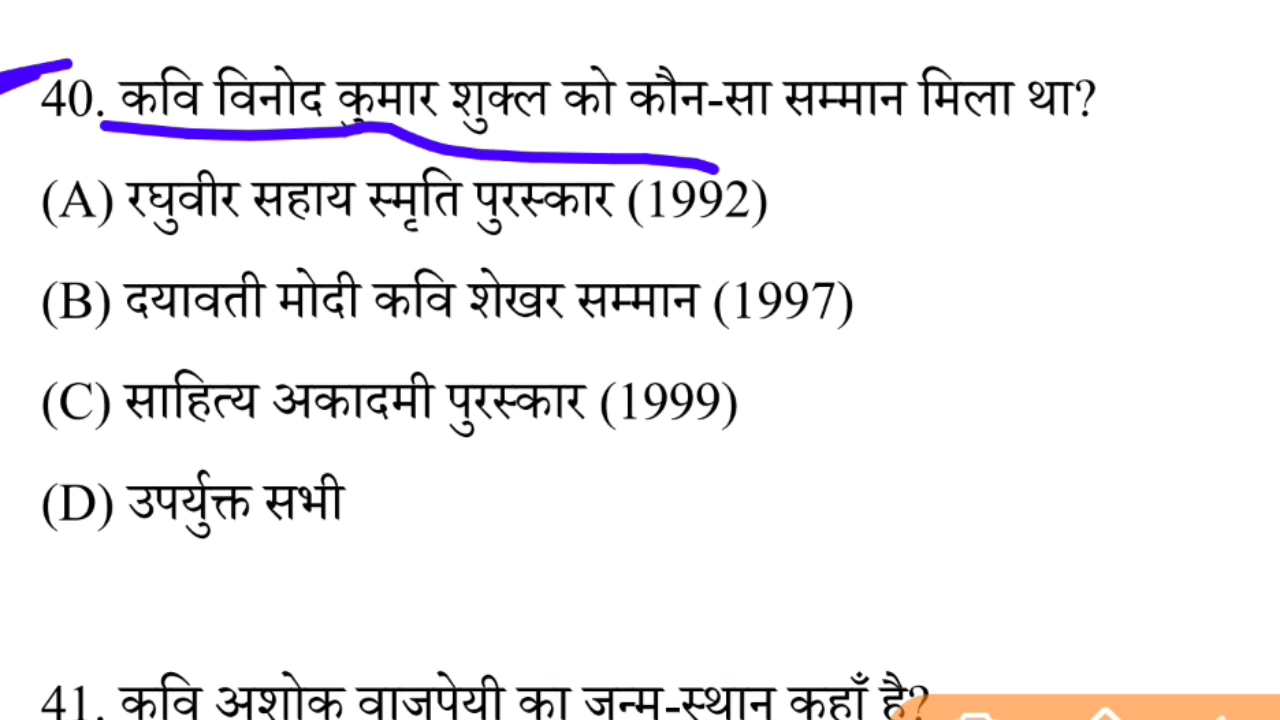 40. कवि विनोद कुमार शुक्ल को कौन-सा सम्मान मिला था?
(A) रघुवीर सहाय स्मृति पुरस्कार (1992)
(B) दयावती मोदी कवि शेखर सम्मान (1997)
(C) साहित्य अकादमी पुरस्कार (1999)
(D) उपर्युक्त सभी
41. कवि अशोक वाजपेयी का जन्म-स्थान कहाँ है?